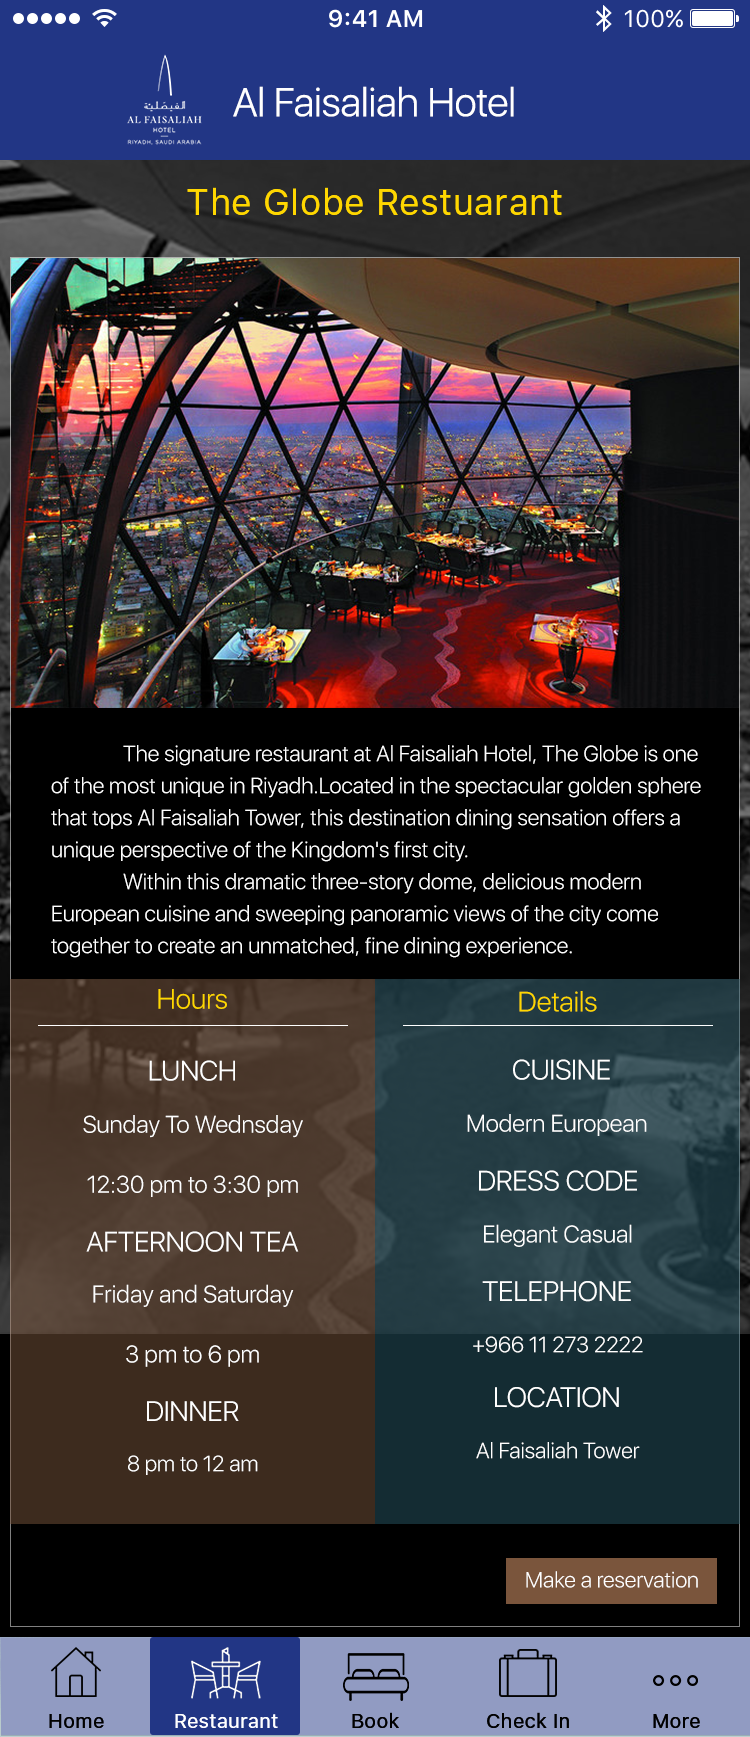 9:41 AM
100%
الفيصلية
AL FAISALIAH
HOTEL
RIYADH, SAUDI ARABIA
Al Faisaliah Hotel
The Globe Restuarant
The signature restaurant at Al Faisaliah Hotel, The Globe is one
of the most unique in Riyadh.Located in the spectacular golden sphere
that tops Al Faisaliah Tower, this destination dining sensation offers a
unique perspective of the Kingdom's first city.
Within this dramatic three-story dome, delicious modern
European cuisine and sweeping panoramic views of the city come
together to create an unmatched, fine dining experience.
Hours
LUNCH
Sunday To Wednsday
12:30 pm to 3:30 pm
AFTERNOON TEA
Friday and Saturday
3 pm to 6 pm
DINNER
8 pm to 12 am
Details
CUISINE
Modern European
DRESS CODE
Elegant Casual
TELEPHONE
+966 11 273 2222
LOCATION
Al Faisaliah Tower
Make a reservation
Home
Restaurant
Book
Check In
More